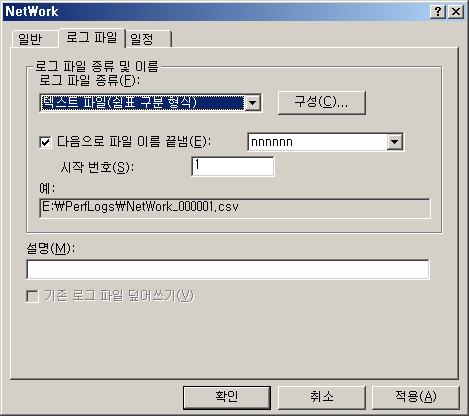 NetWork
일반 로그 파일 일정
로그 파일 종류 및 이름
로그 파일 종류(F):
텍스트 파일(쉼표 구분 형식) 구성(C)...
다음으로 파일 이름 끝냄(E): nnnnnn
시작 번호(S): 1
예:
E:₩PerfLogs₩NetWork_000001.csv
설명(M):
기존 로그 파일 덮어쓰기(V)
확인 취소 적용(A)